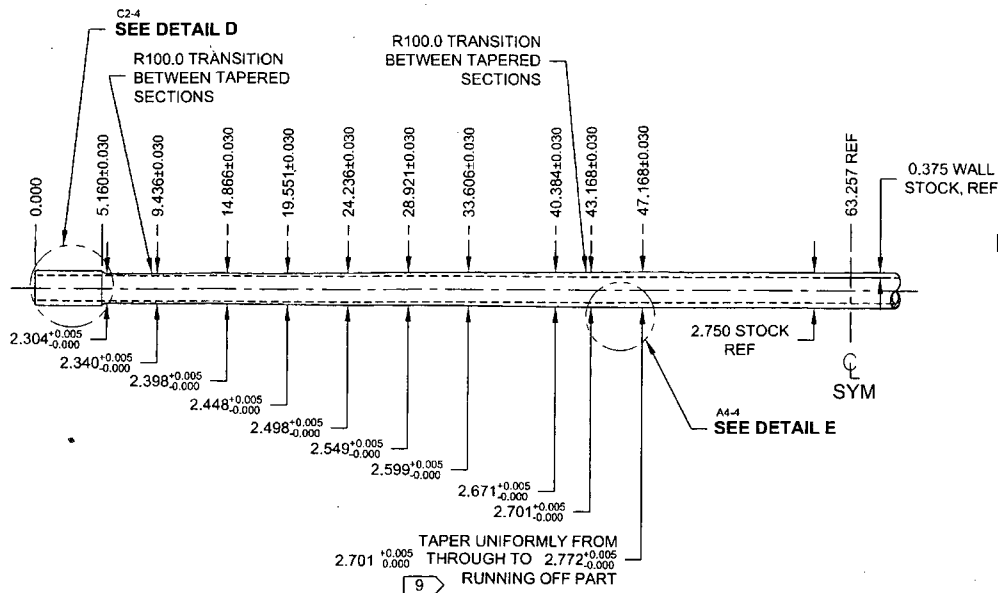 C2-4
SEE DETAIL D
R100.0 TRANSITION
BETWEEN TAPERED
SECTIONS
R100.0 TRANSITION
BETWEEN TAPERED
SECTIONS
0.000
5.160±0.030
9.436±0.030
14.866±0.030
19.551±0.030
24.236±0.030
28.921±0.030
33.606±0.030
40.384±0.030
43.168±0.030
47.168±0.030
63.257 REF
0.375 WALL
STOCK, REF
2.304 +0.005 -0.000
2.340 +0.005 -0.000
2.398 +0.005 -0.000
2.448 +0.005 -0.000
2.498 +0.005 -0.000
2.549 +0.005 -0.000
2.599 +0.005 -0.000
2.671 +0.005 -0.000
2.701 +0.005 -0.000
2.750 STOCK
REF
℄
SYM
A4-4
SEE DETAIL E
TAPER UNIFORMLY FROM
2.701 +0.005 0.000 THROUGH TO 2.772 +0.005 -0.000
RUNNING OFF PART
9